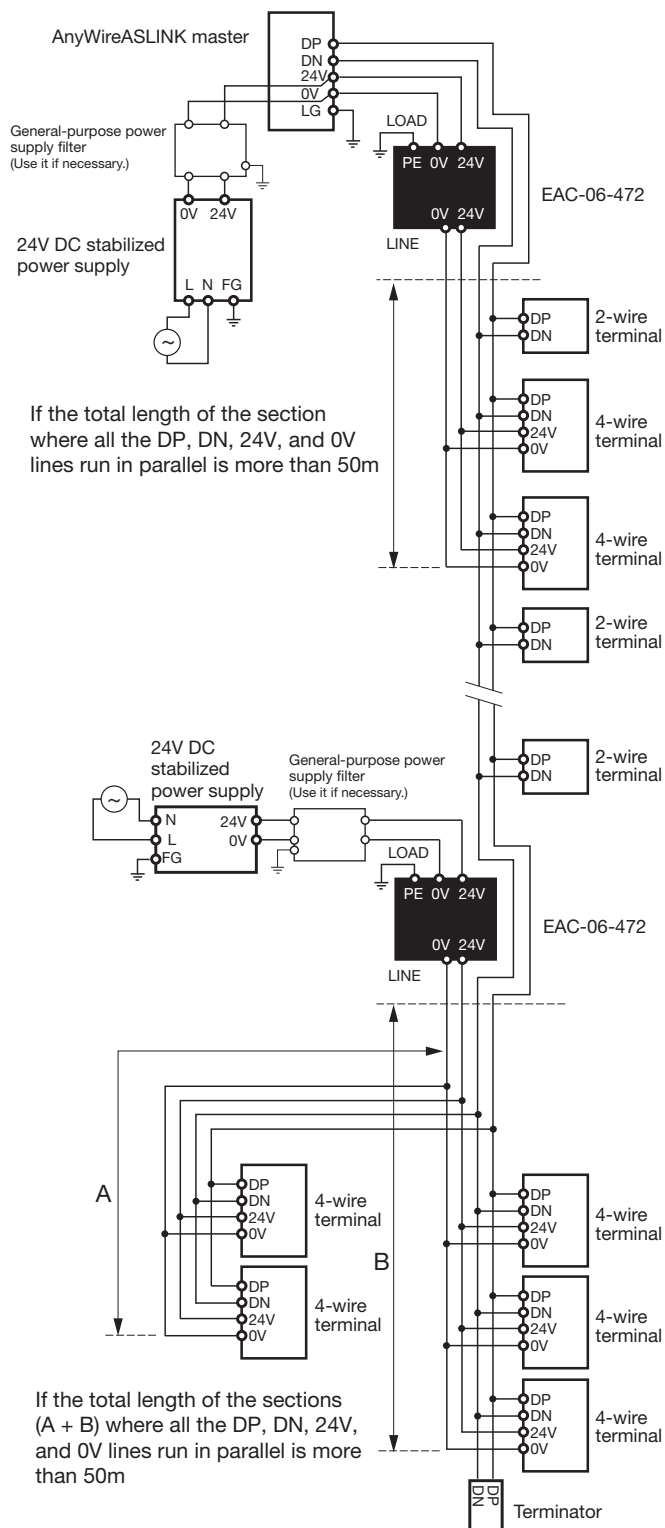 AnyWireASLINK master
DP
DN
24V
0V
LG
General-purpose power
supply filter
(Use it if necessary.)
0V 24V
24V DC stabilized
power supply
L N FG
~
LOAD
PE 0V 24V
0V 24V
LINE
EAC-06-472
If the total length of the section
where all the DP, DN, 24V, and 0V
lines run in parallel is more than 50m
DP
DN
2-wire
terminal
DP
DN
24V
0V
4-wire
terminal
DP
DN
24V
0V
4-wire
terminal
DP
DN
2-wire
terminal
DP
DN
2-wire
terminal
24V DC
stabilized
power supply
~
N
L
FG
24V
0V
General-purpose power
supply filter
(Use it if necessary.)
LOAD
PE 0V 24V
0V 24V
LINE
EAC-06-472
A
B
DP
DN
24V
0V
4-wire
terminal
DP
DN
24V
0V
4-wire
terminal
DP
DN
24V
0V
4-wire
terminal
DP
DN
24V
0V
4-wire
terminal
DP
DN
24V
0V
4-wire
terminal
If the total length of the sections
(A + B) where all the DP, DN, 24V,
and 0V lines run in parallel is more
than 50m
DP
DN
Terminator